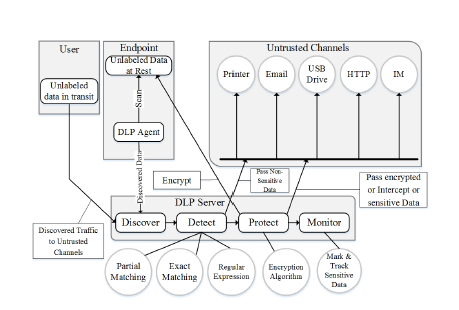 User
Endpoint
Untrusted Channels
Unlabeled
data in transit
Unlabeled Data
at Rest
Scan
DLP Agent
Discovered Data
Printer
Email
USB
Drive
HTTP
IM
Encrypt
Pass Non-
Sensitive
Data
Pass encrypted
or Intercept or
sensitive Data
DLP Server
Discover
Detect
Protect
Monitor
Discovered Traffic
to Untrusted
Channels
Partial
Matching
Exact
Matching
Regular
Expression
Encryption
Algorithm
Mark &
Track
Sensitive
Data